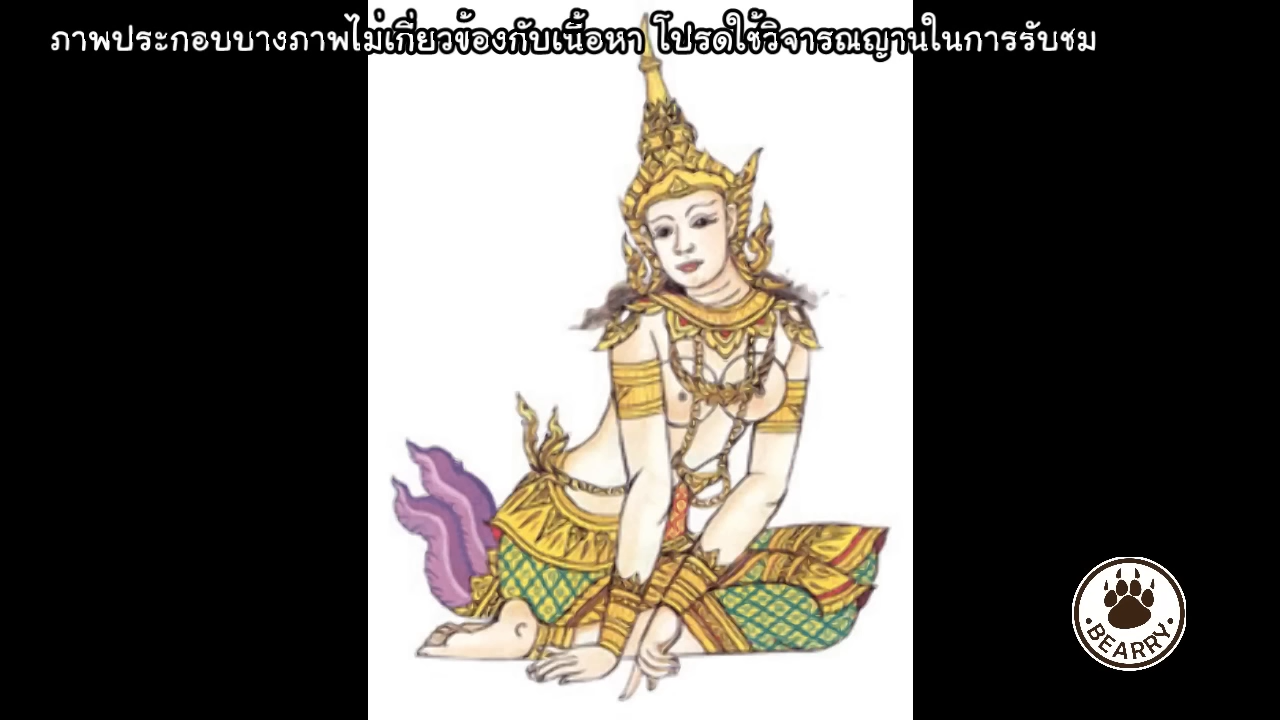 ภาพประกอบบางภาพไม่เกี่ยวข้องกับเนื้อหา โปรดใช้วิจารณญานในการรับชม
BEARRY